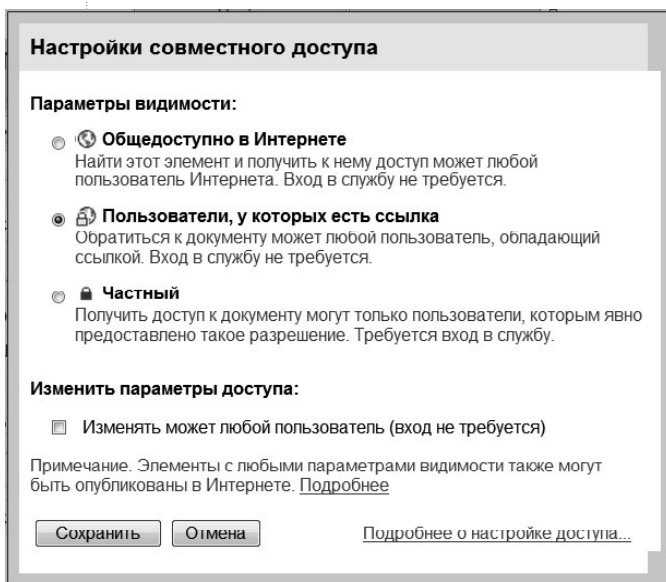 Настройки совместного доступа
Параметры видимости:
Общедоступно в Интернете
Найти этот элемент и получить к нему доступ может любой
пользователь Интернета. Вход в службу не требуется.
Пользователи, у которых есть ссылка
Обратиться к документу может любой пользователь, обладающий
ссылкой. Вход в службу не требуется.
Частный
Получить доступ к документу могут только пользователи, которым явно
предоставлено такое разрешение. Требуется вход в службу.
Изменить параметры доступа:
Изменять может любой пользователь (вход не требуется)
Примечание. Элементы с любыми параметрами видимости также могут
быть опубликованы в Интернете. Подробнее
Сохранить Отмена Подробнее о настройке доступа...